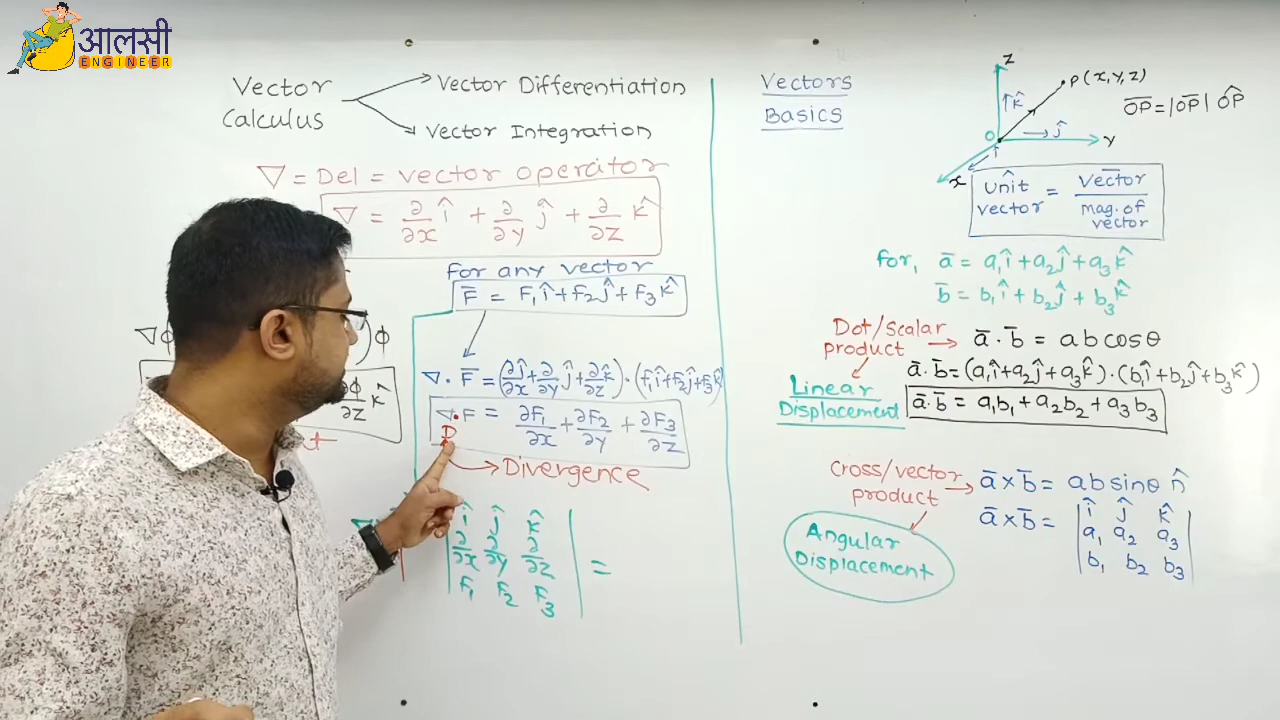 आलसी
ENGINEER
Vector Calculus
Vector Differentiation
Vector Integration
∇ = Del = vector operator
∇ = ∂/∂x î + ∂/∂y ĵ + ∂/∂z k̂
for any vector
F̄ = F₁î + F₂ĵ + F₃k̂
∇ · F̄ = (∂/∂x ĵ + ∂/∂y ĵ + ∂/∂z k̂) · (f₁î + f₂ĵ + f₃k̂)
∇ · F = ∂F₁/∂x + ∂F₂/∂y + ∂F₃/∂z
D
Divergence
∇φ
)φ
∂φ/∂z k̂
î ĵ k̂
∂/∂x ∂/∂y ∂/∂z =
F₁ F₂ F₃
Vectors
Basics
z
P(x, y, z)
k̂
O
ĵ
y
î
x
O̅P̅ = |O̅P̅| OP̂
unit vector = vector / mag. of vector
for, ā = a₁î + a₂ĵ + a₃k̂
b̄ = b₁î + b₂ĵ + b₃k̂
Dot/Scalar product → ā · b̄ = ab cosθ
Linear Displacement
ā · b̄ = (a₁î + a₂ĵ + a₃k̂) · (b₁î + b₂ĵ + b₃k̂)
ā · b̄ = a₁b₁ + a₂b₂ + a₃b₃
Cross/vector product → ā × b̄ = ab sinθ n̂
Angular Displacement
ā × b̄ = | î ĵ k̂ |
a₁ a₂ a₃
b₁ b₂ b₃